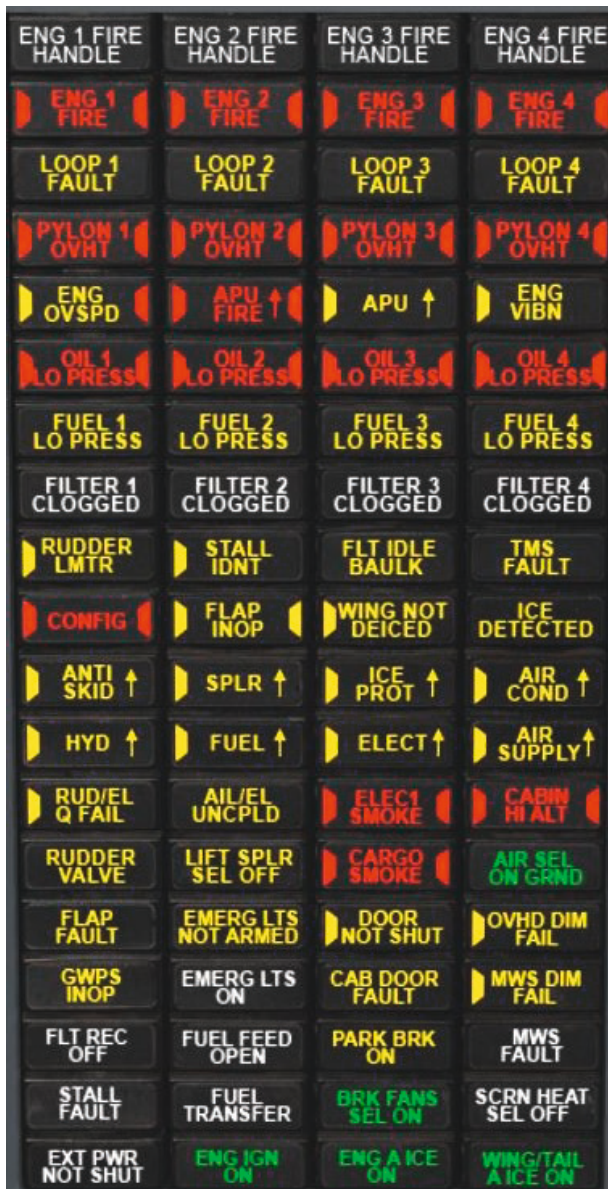 ENG 1 FIRE HANDLE
ENG 2 FIRE HANDLE
ENG 3 FIRE HANDLE
ENG 4 FIRE HANDLE
ENG 1 FIRE
ENG 2 FIRE
ENG 3 FIRE
ENG 4 FIRE
LOOP 1 FAULT
LOOP 2 FAULT
LOOP 3 FAULT
LOOP 4 FAULT
PYLON 1 OVHT
PYLON 2 OVHT
PYLON 3 OVHT
PYLON 4 OVHT
ENG OVSPD
APU FIRE ↑
APU ↑
ENG VIBN
OIL 1 LO PRESS
OIL 2 LO PRESS
OIL 3 LO PRESS
OIL 4 LO PRESS
FUEL 1 LO PRESS
FUEL 2 LO PRESS
FUEL 3 LO PRESS
FUEL 4 LO PRESS
FILTER 1 CLOGGED
FILTER 2 CLOGGED
FILTER 3 CLOGGED
FILTER 4 CLOGGED
RUDDER LMTR
STALL IDNT
FLT IDLE BAULK
TMS FAULT
CONFIG
FLAP INOP
WING NOT DEICED
ICE DETECTED
ANTI SKID ↑
SPLR ↑
ICE PROT ↑
AIR COND ↑
HYD ↑
FUEL ↑
ELECT ↑
AIR SUPPLY ↑
RUD/EL Q FAIL
AIL/EL UNCPLD
ELEC1 SMOKE
CABIN HI ALT
RUDDER VALVE
LIFT SPLR SEL OFF
CARGO SMOKE
AIR SEL ON GRND
FLAP FAULT
EMERG LTS NOT ARMED
DOOR NOT SHUT
OVHD DIM FAIL
GWPS INOP
EMERG LTS ON
CAB DOOR FAULT
MWS DIM FAIL
FLT REC OFF
FUEL FEED OPEN
PARK BRK ON
MWS FAULT
STALL FAULT
FUEL TRANSFER
BRK FANS SEL ON
SCRN HEAT SEL OFF
EXT PWR NOT SHUT
ENG IGN ON
ENG A ICE ON
WING/TAIL A ICE ON